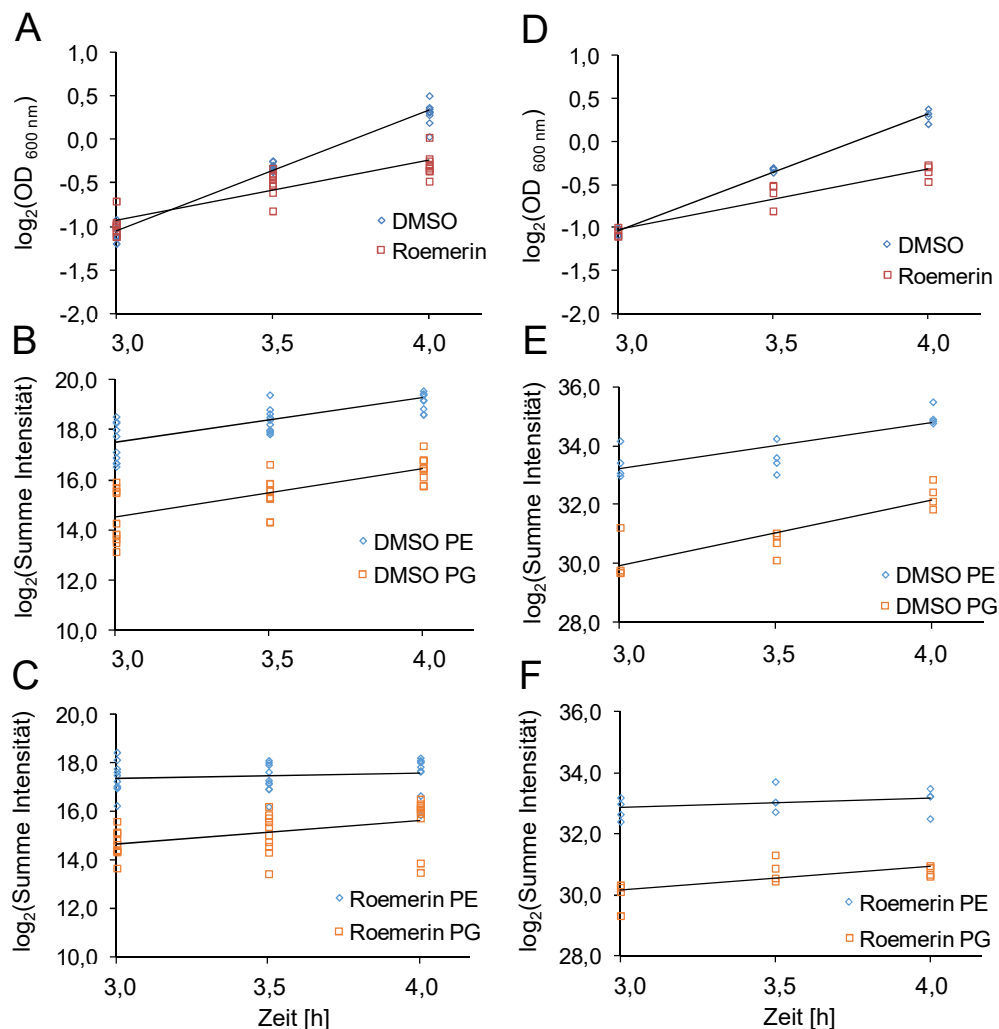 A
log₂(OD 600 nm)
1,0
0,5
0,0
-0,5
-1,0
-1,5
-2,0
DMSO
Roemerin
3,0 3,5 4,0
B
log₂(Summe Intensität)
20,0
18,0
16,0
14,0
12,0
10,0
DMSO PE
DMSO PG
3,0 3,5 4,0
C
log₂(Summe Intensität)
20,0
18,0
16,0
14,0
12,0
10,0
Roemerin PE
Roemerin PG
3,0 3,5 4,0
Zeit [h]
D
log₂(OD 600 nm)
1,0
0,5
0,0
-0,5
-1,0
-1,5
-2,0
DMSO
Roemerin
3,0 3,5 4,0
E
log₂(Summe Intensität)
36,0
34,0
32,0
30,0
28,0
DMSO PE
DMSO PG
3,0 3,5 4,0
F
log₂(Summe Intensität)
36,0
34,0
32,0
30,0
28,0
Roemerin PE
Roemerin PG
3,0 3,5 4,0
Zeit [h]